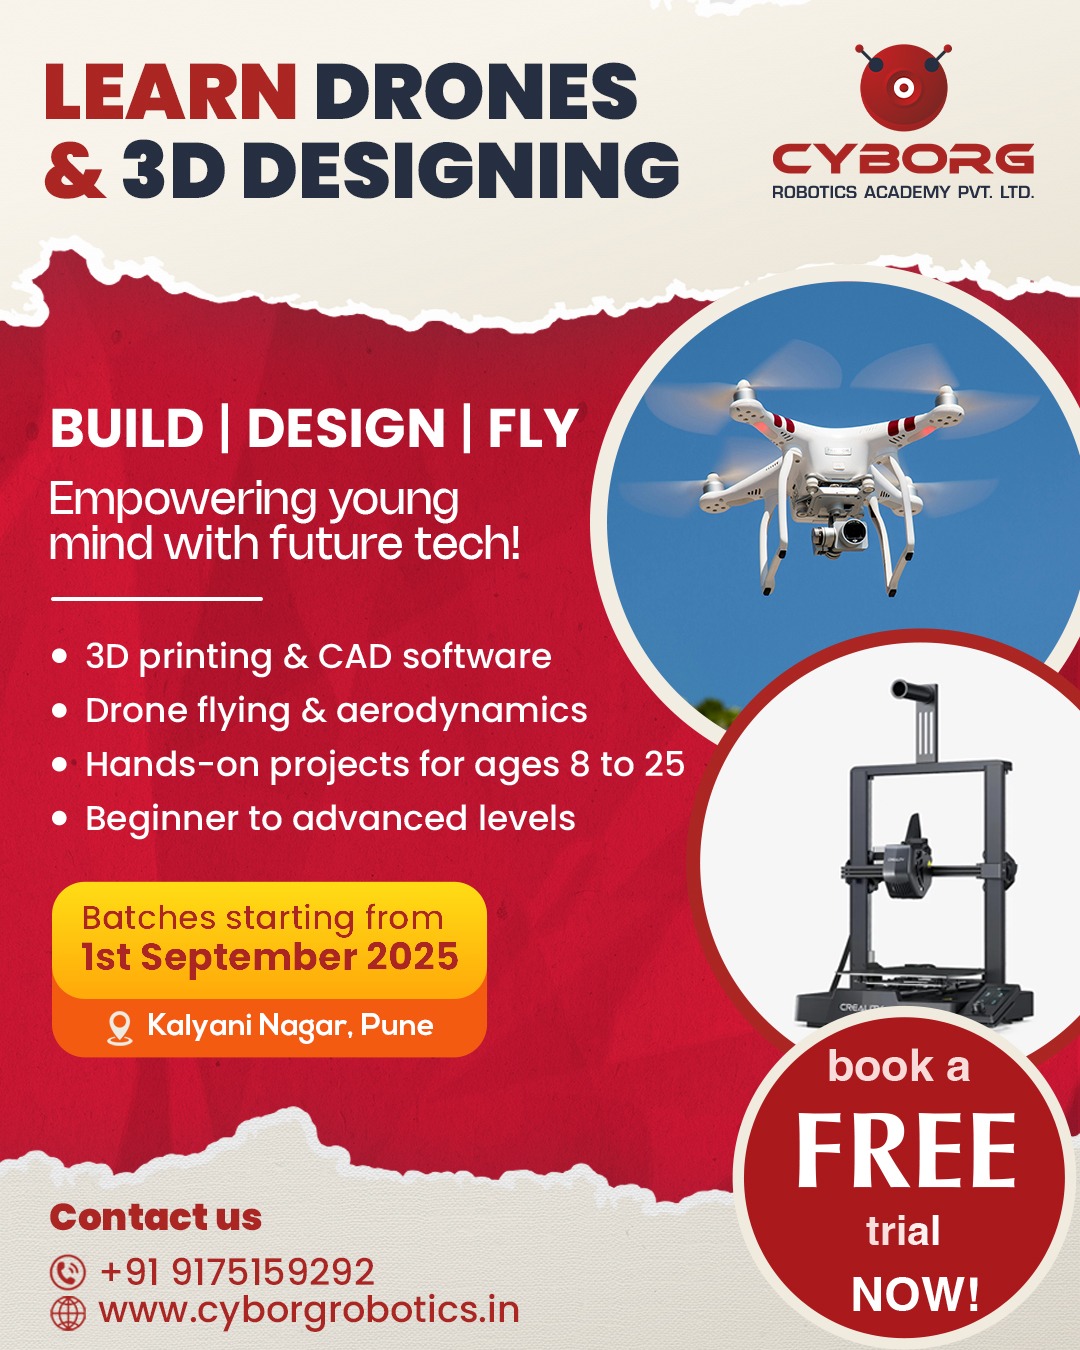 LEARN DRONES
& 3D DESIGNING
CYBORG
ROBOTICS ACADEMY PVT. LTD.
BUILD | DESIGN | FLY
Empowering young
mind with future tech!
3D printing & CAD software
Drone flying & aerodynamics
Hands-on projects for ages 8 to 25
Beginner to advanced levels
Batches starting from
1st September 2025
Kalyani Nagar, Pune
book a
FREE
trial
NOW!
Contact us
+91 9175159292
www.cyborgrobotics.in